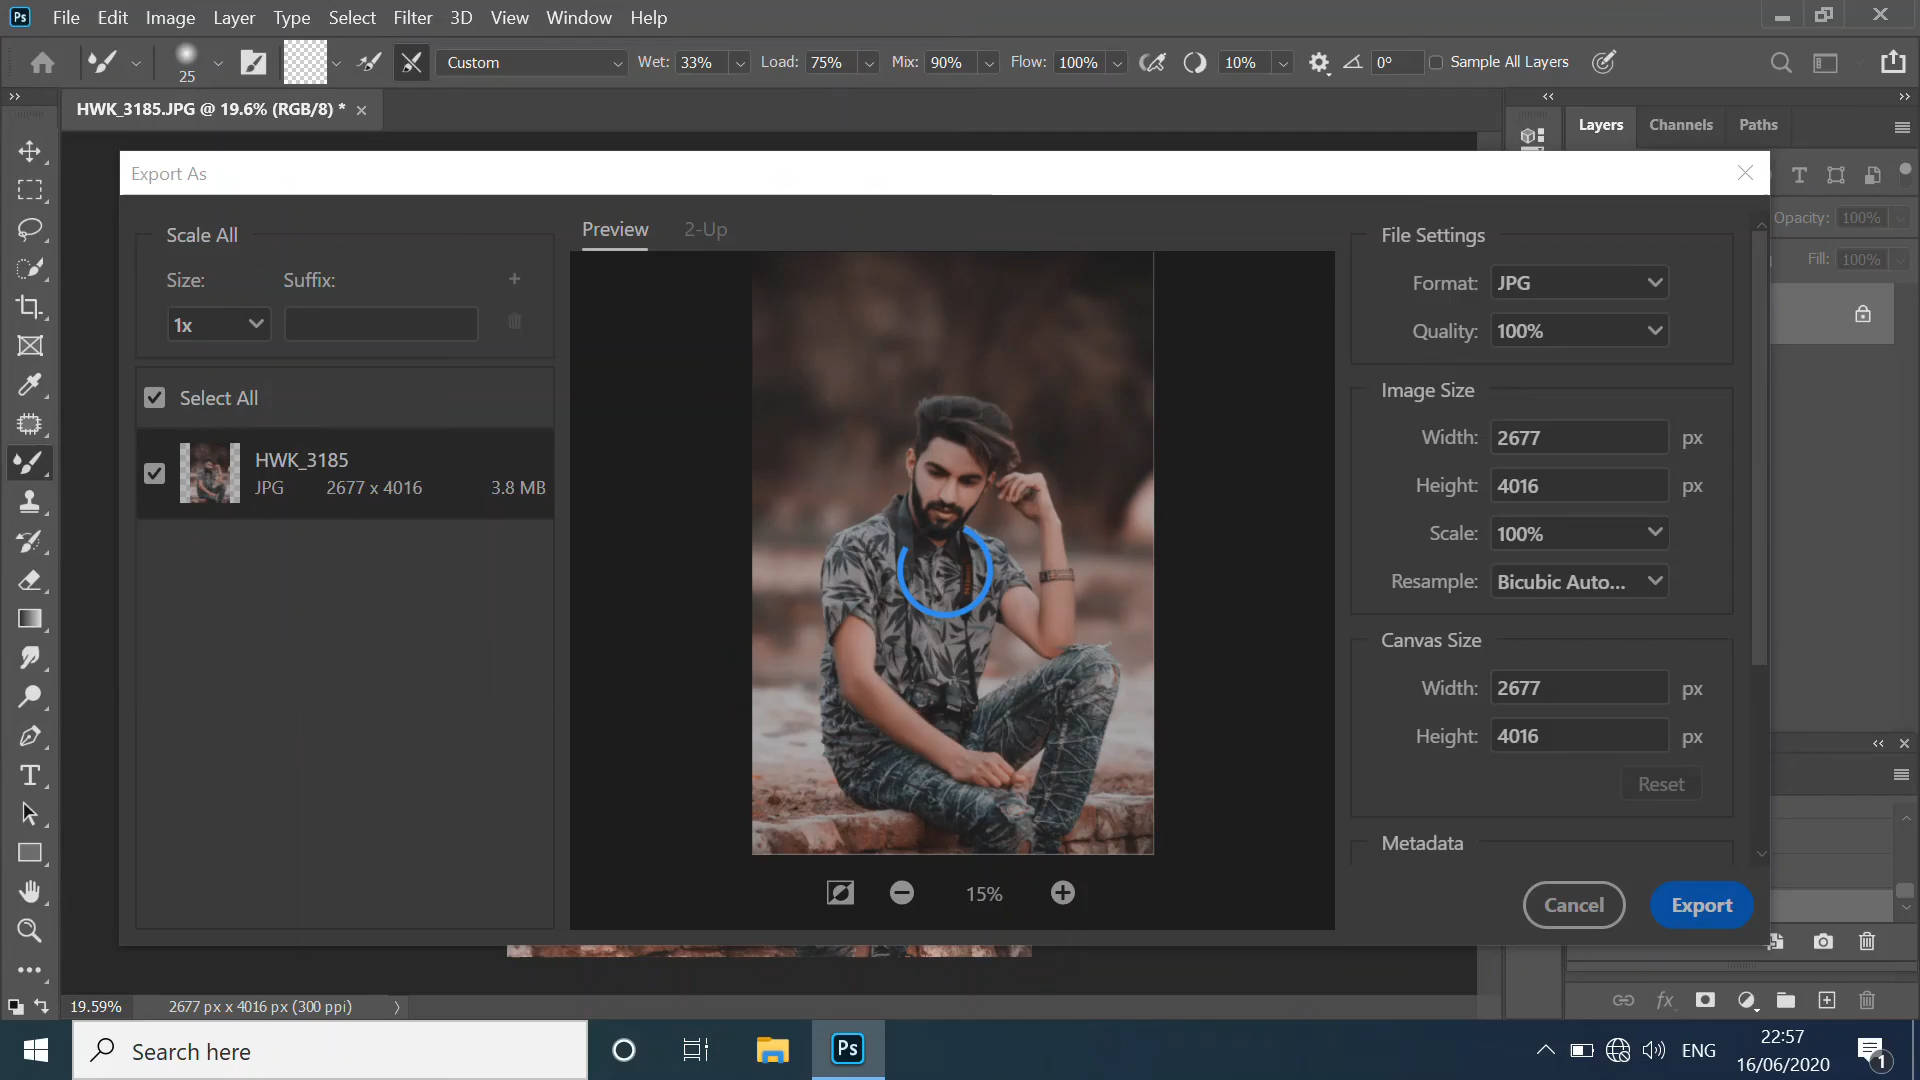 Ps File Edit Image Layer Type Select Filter 3D View Window Help
25 Custom Wet: 33% Load: 75% Mix: 90% Flow: 100% 10% 0° Sample All Layers
HWK_3185.JPG @ 19.6% (RGB/8) * ×
Layers Channels Paths
Export As
Scale All
Size: Suffix: +
1x
Select All
HWK_3185
JPG 2677 x 4016 3.8 MB
Preview 2-Up
15%
File Settings
Format: JPG
Quality: 100%
Image Size
Width: 2677 px
Height: 4016 px
Scale: 100%
Resample: Bicubic Auto...
Canvas Size
Width: 2677 px
Height: 4016 px
Reset
Metadata
Cancel Export
Opacity: 100%
Fill: 100%
fx
19.59% 2677 px x 4016 px (300 ppi)
Search here
Ps
ENG
22:57
16/06/2020
1